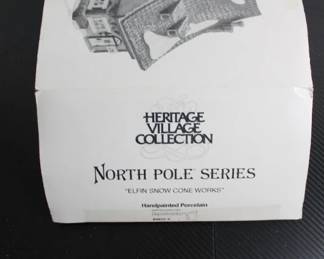 HERITAGE
VILLAGE
COLLECTION
NORTH POLE SERIES
"ELFIN SNOW CONE WORKS"
Handpainted Porcelain